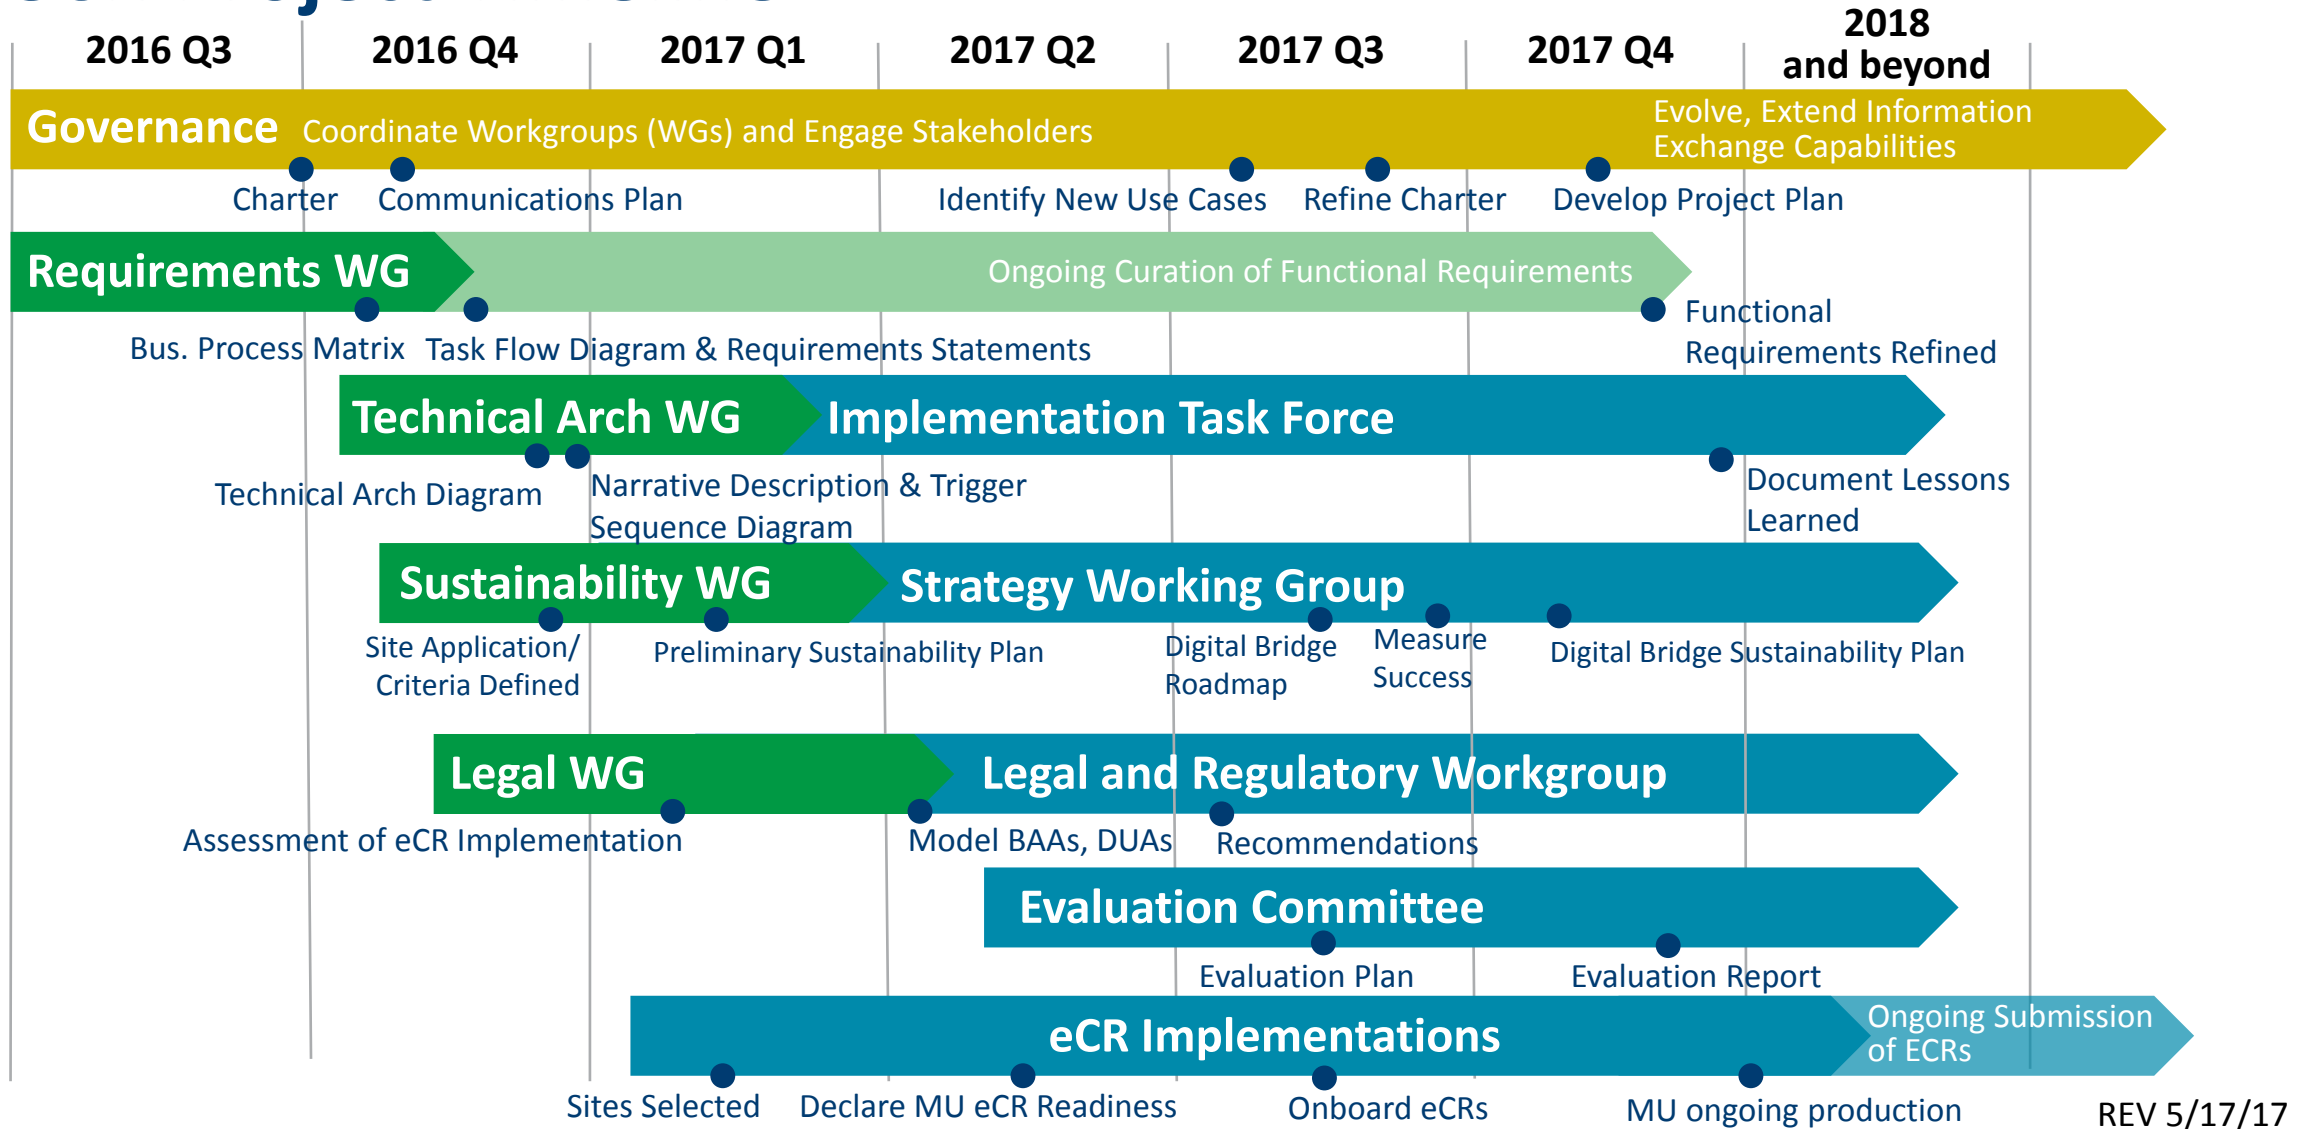 2016 Q3
2016 Q4
2017 Q1
2017 Q2
2017 Q3
2017 Q4
2018
and beyond
Governance
Coordinate Workgroups (WGs) and Engage Stakeholders
Evolve, Extend Information
Exchange Capabilities
Charter
Communications Plan
Identify New Use Cases
Refine Charter
Develop Project Plan
Requirements WG
Ongoing Curation of Functional Requirements
Bus. Process Matrix
Task Flow Diagram & Requirements Statements
Functional
Requirements Refined
Technical Arch WG
Implementation Task Force
Technical Arch Diagram
Narrative Description & Trigger
Sequence Diagram
Document Lessons
Learned
Sustainability WG
Strategy Working Group
Site Application/
Criteria Defined
Preliminary Sustainability Plan
Digital Bridge
Roadmap
Measure
Success
Digital Bridge Sustainability Plan
Legal WG
Legal and Regulatory Workgroup
Assessment of eCR Implementation
Model BAAs, DUAs
Recommendations
Evaluation Committee
Evaluation Plan
Evaluation Report
eCR Implementations
Ongoing Submission
of ECRs
Sites Selected
Declare MU eCR Readiness
Onboard eCRs
MU ongoing production
REV 5/17/17